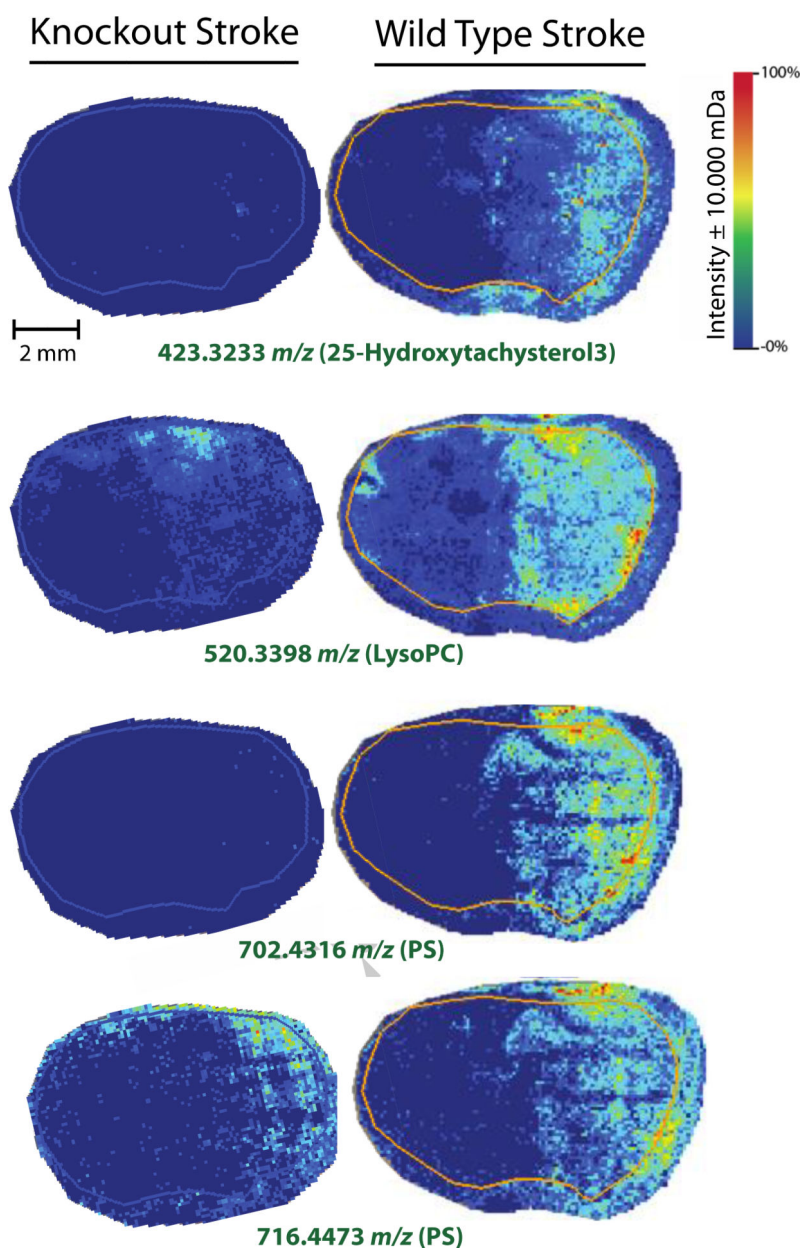 Knockout Stroke
Wild Type Stroke
100%
Intensity ± 10.000 mDa
-0%
2 mm
423.3233 m/z (25-Hydroxytachysterol3)
520.3398 m/z (LysoPC)
702.4316 m/z (PS)
716.4473 m/z (PS)